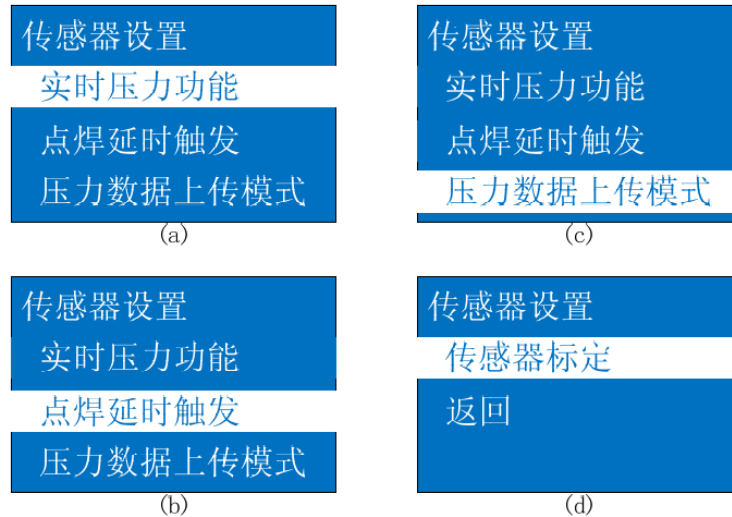 传感器设置
实时压力功能
点焊延时触发
压力数据上传模式
(a)
传感器设置
实时压力功能
点焊延时触发
压力数据上传模式
(c)
传感器设置
实时压力功能
点焊延时触发
压力数据上传模式
(b)
传感器设置
传感器标定
返回
(d)